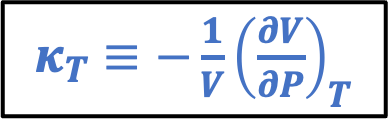 κ_T ≡ − 1/V (∂V/∂P)_T